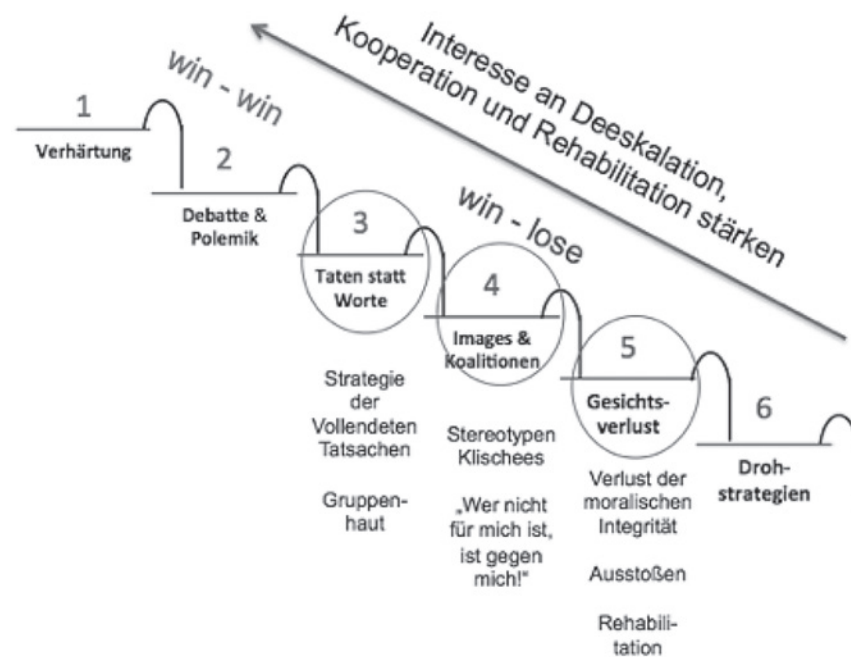 Interesse an Deeskalation,
Kooperation und Rehabilitation stärken
win - win
win - lose
1
Verhärtung
2
Debatte &
Polemik
3
Taten statt
Worte
Strategie
der
Vollendeten
Tatsachen
Gruppen-
haut
4
Images &
Koalitionen
Stereotypen
Klischees
„Wer nicht
für mich ist,
ist gegen
mich!“
5
Gesichts-
verlust
Verlust der
moralischen
Integrität
Ausstoßen
Rehabili-
tation
6
Droh-
strategien